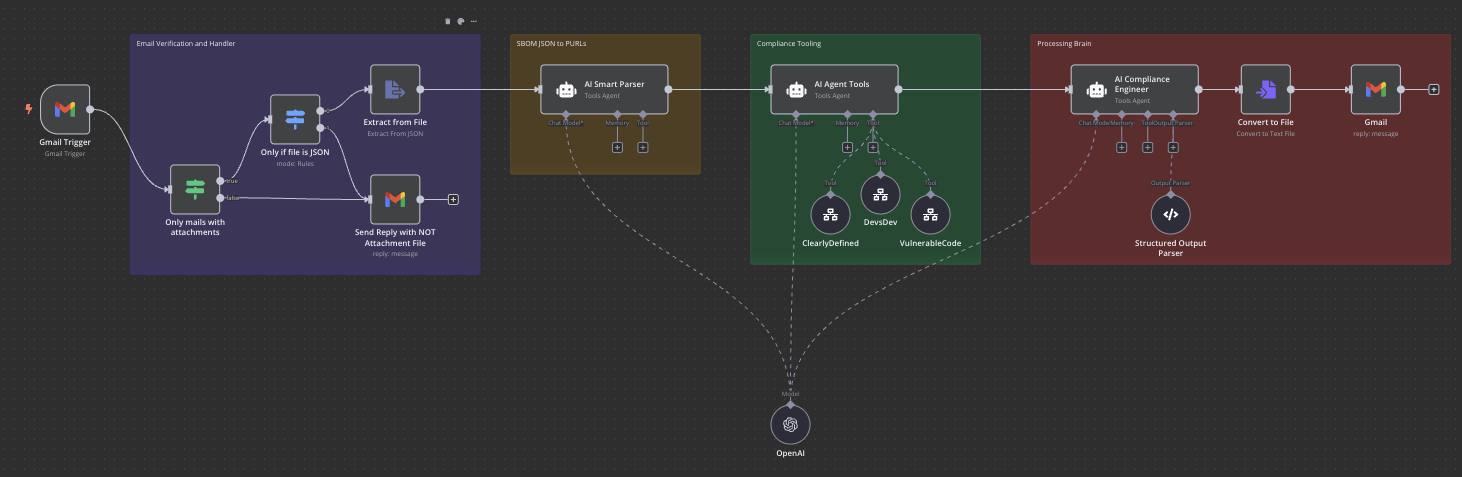 Email Verification and Handler
SBOM JSON to PURLs
Compliance Tooling
Processing Brain
Gmail Trigger
Gmail Trigger
Only mails with
attachments
true
false
Only if file is JSON
mode: Rules
Extract from File
Extract From JSON
Send Reply with NOT
Attachment File
reply: message
AI Smart Parser
Tools Agent
Chat Model*
Memory
Tool
AI Agent Tools
Tools Agent
Chat Model*
Memory
Tool
Tool
Tool
Tool
ClearlyDefined
DevsDev
VulnerableCode
AI Compliance
Engineer
Tools Agent
Chat Model
Memory
Tool
Output Parser
Output Parser
Structured Output
Parser
Convert to File
Convert to Text File
Gmail
reply: message
Model
OpenAI